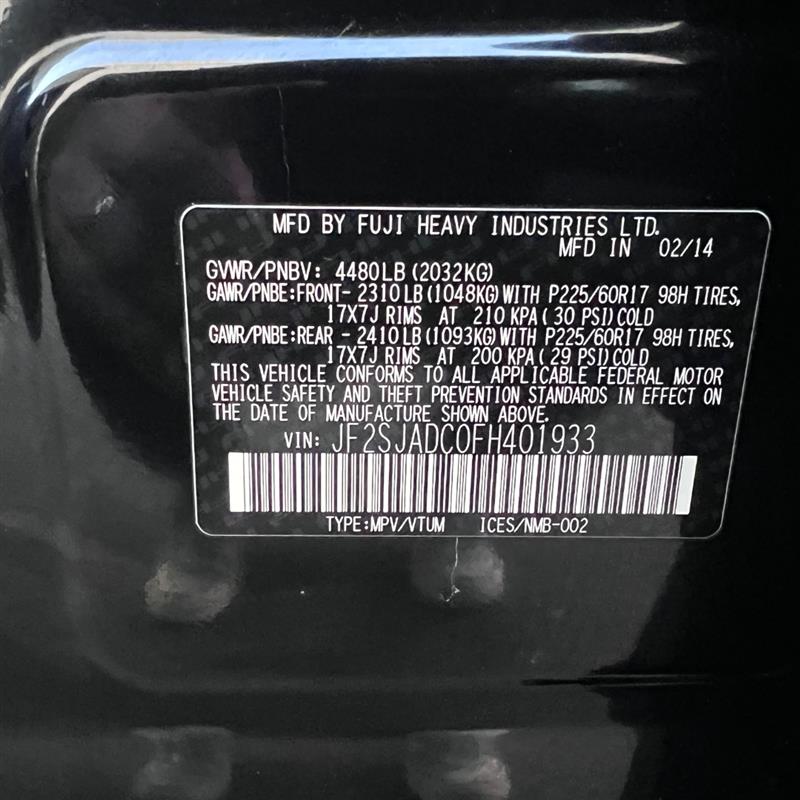 MFD BY FUJI HEAVY INDUSTRIES LTD.
MFD IN 02/14
GVWR/PNBV: 4480LB (2032KG)
GAWR/PNBE:FRONT- 2310 LB (1048KG) WITH P225/60R17 98H TIRES,
17X7J RIMS AT 210 KPA ( 30 PSI) COLD
GAWR/PNBE:REAR - 2410 LB (1093KG) WITH P225/60R17 98H TIRES,
17X7J RIMS AT 200 KPA ( 29 PSI) COLD
THIS VEHICLE CONFORMS TO ALL APPLICABLE FEDERAL MOTOR
VEHICLE SAFETY AND THEFT PREVENTION STANDARDS IN EFFECT ON
THE DATE OF MANUFACTURE SHOWN ABOVE.
VIN: JF2SJADC0FH401933
TYPE:MPV/VTUM ICES/NMB-002